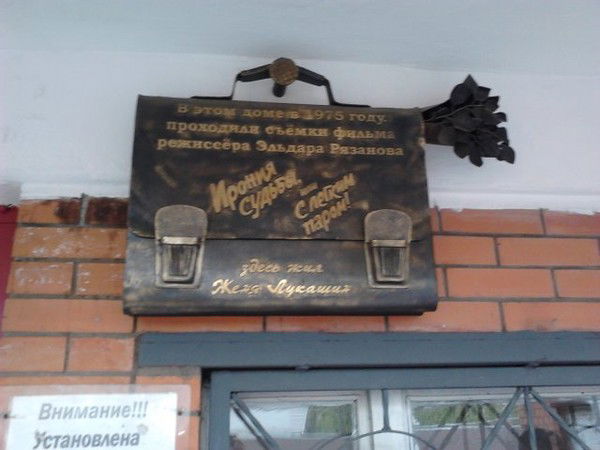 В этом доме в 1975 году
проходили съёмки фильма
режиссёра Эльдара Рязанова
Ирония
Судьбы,
или
С легким
паром!
здесь жил
Женя Лукашин
Внимание!!!
Установлена